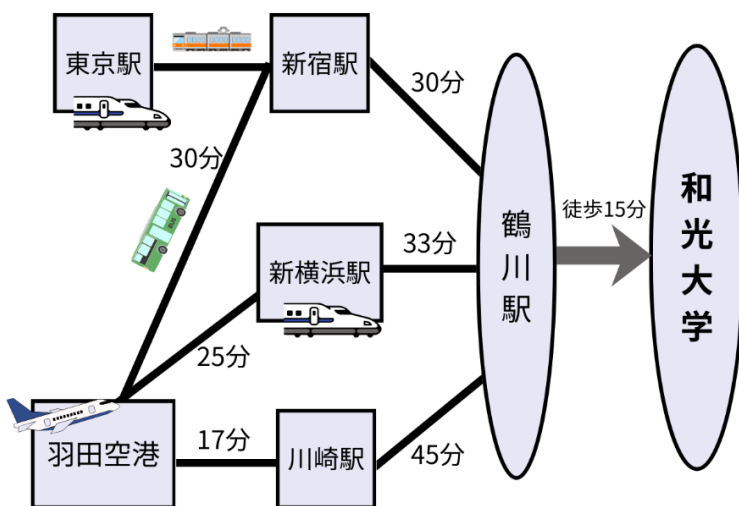 東京駅
新宿駅
30分
30分
鶴川駅
徒歩15分
和光大学
新横浜駅
33分
25分
羽田空港
17分
川崎駅
45分